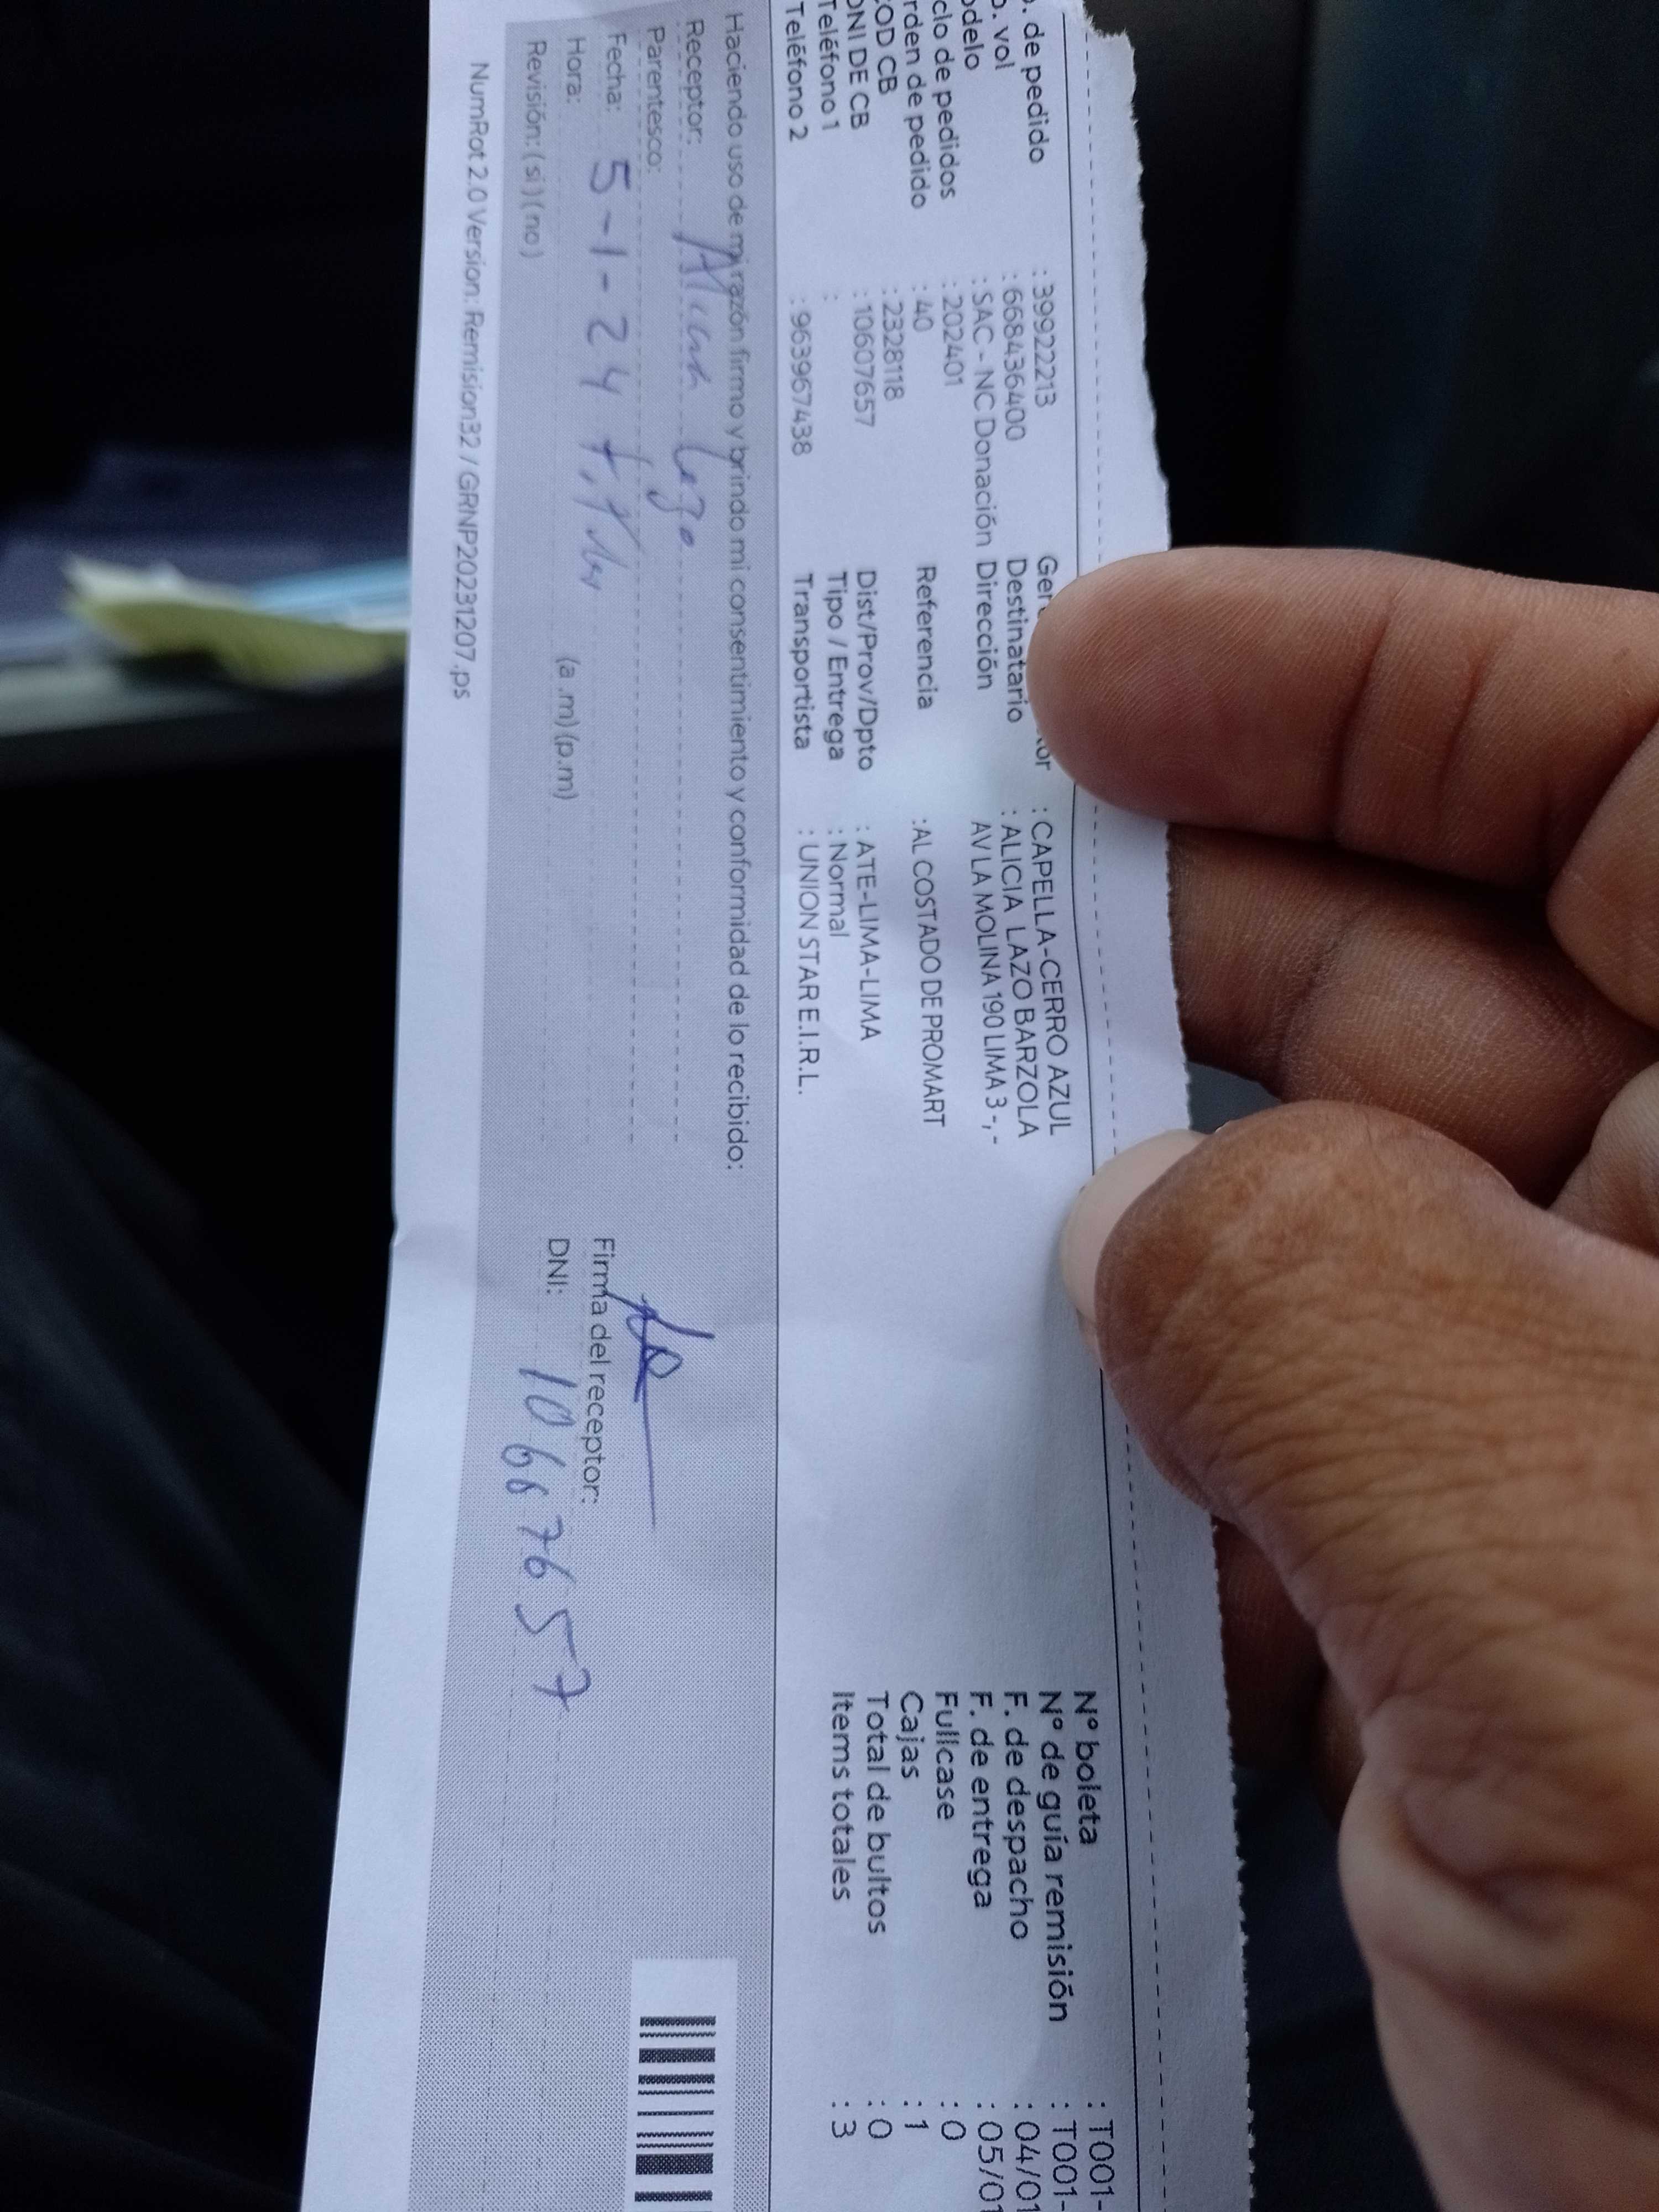 . de pedido : 39922213 Ger tor : CAPELLA-CERRO AZUL
. vol : 668436400 Destinatario : ALICIA LAZO BARZOLA
delo : SAC - NC Donación Dirección AV LA MOLINA 190 LIMA 3 -, -
clo de pedidos : 202401
rden de pedido : 40 Referencia : AL COSTADO DE PROMART
OD CB : 2328118
DNI DE CB : 10607657 Dist/Prov/Dpto : ATE-LIMA-LIMA
Teléfono 1 : Tipo / Entrega : Normal
Teléfono 2 : 963967438 Transportista : UNION STAR E.I.R.L.
N° boleta : T001-
N° de guía remisión : T001-
F. de despacho : 04/01
F. de entrega : 05/01
Fullcase : 0
Cajas : 1
Total de bultos : 0
Items totales : 3
Haciendo uso de mi razón firmo y brindo mi consentimiento y conformidad de lo recibido:
Receptor:
Parentesco:
Fecha: 5-1-24
Hora: (a .m) (p.m)
Revisión: ( si ) ( no )
Firma del receptor:
DNI: 10667657
NumRot 2.0 Version: Remision32 / GRNP20231207.ps